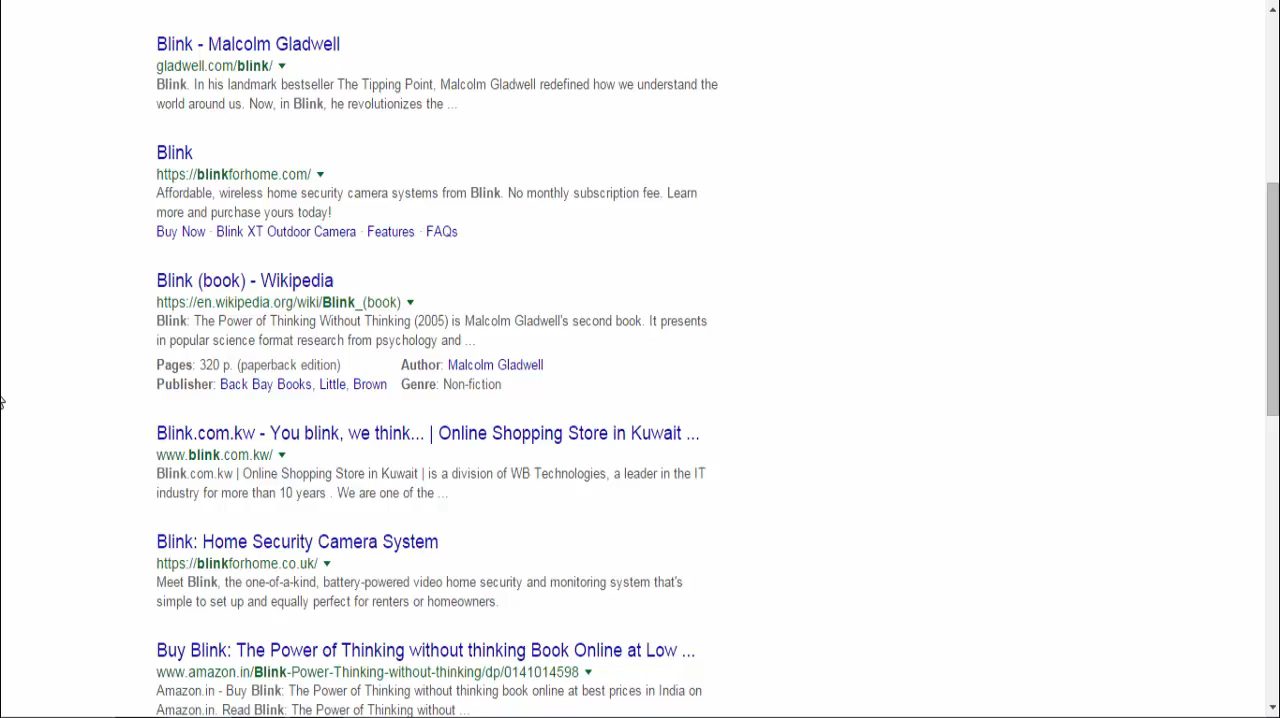 Blink - Malcolm Gladwell
gladwell.com/blink/
Blink. In his landmark bestseller The Tipping Point, Malcolm Gladwell redefined how we understand the
world around us. Now, in Blink, he revolutionizes the ...
Blink
https://blinkforhome.com/
Affordable, wireless home security camera systems from Blink. No monthly subscription fee. Learn
more and purchase yours today!
Buy Now · Blink XT Outdoor Camera · Features · FAQs
Blink (book) - Wikipedia
https://en.wikipedia.org/wiki/Blink_(book)
Blink: The Power of Thinking Without Thinking (2005) is Malcolm Gladwell's second book. It presents
in popular science format research from psychology and ...
Pages: 320 p. (paperback edition) Author: Malcolm Gladwell
Publisher: Back Bay Books, Little, Brown Genre: Non-fiction
Blink.com.kw - You blink, we think... | Online Shopping Store in Kuwait ...
www.blink.com.kw/
Blink.com.kw | Online Shopping Store in Kuwait | is a division of WB Technologies, a leader in the IT
industry for more than 10 years . We are one of the ...
Blink: Home Security Camera System
https://blinkforhome.co.uk/
Meet Blink, the one-of-a-kind, battery-powered video home security and monitoring system that's
simple to set up and equally perfect for renters or homeowners.
Buy Blink: The Power of Thinking without thinking Book Online at Low ...
www.amazon.in/Blink-Power-Thinking-without-thinking/dp/0141014598
Amazon.in - Buy Blink: The Power of Thinking without thinking book online at best prices in India on
Amazon.in. Read Blink: The Power of Thinking without ...